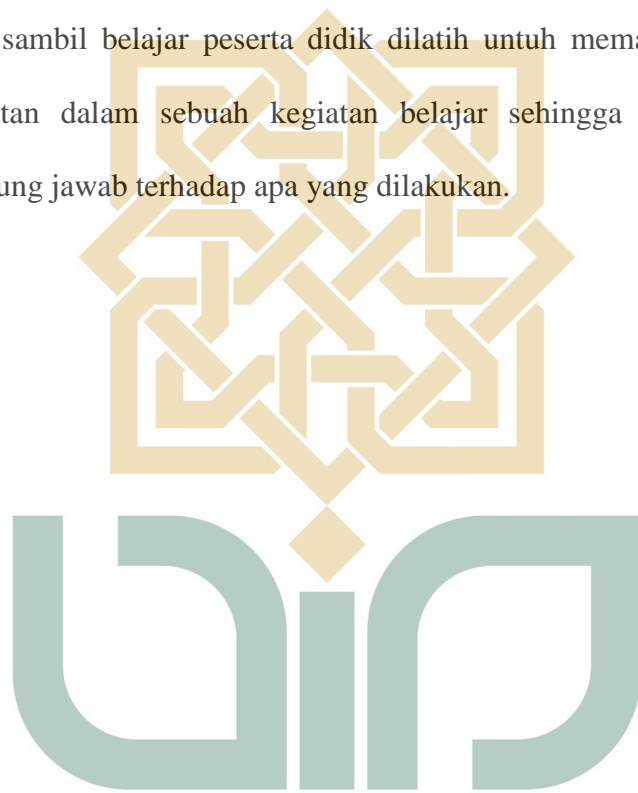 sambil belajar peserta didik dilatih untuh mema
tan dalam sebuah kegiatan belajar sehingga
ung jawab terhadap apa yang dilakukan.
uin